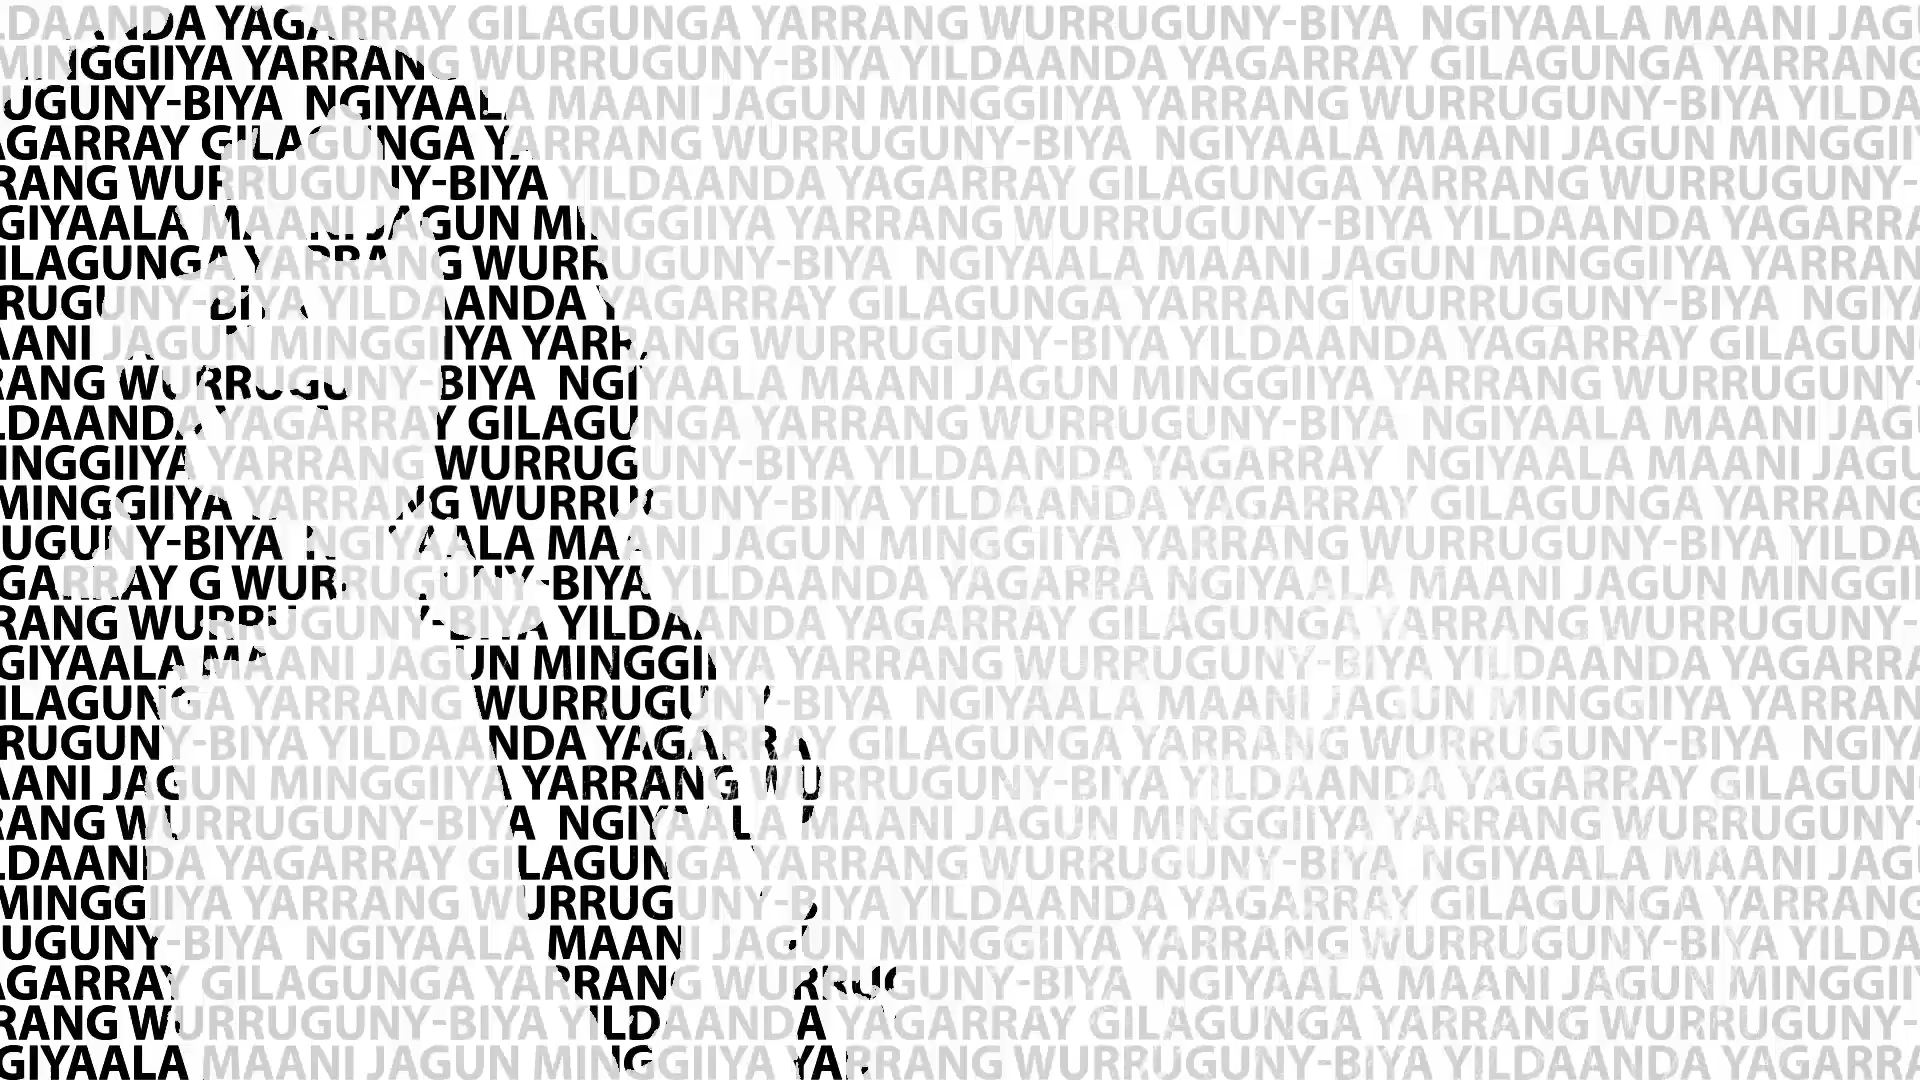 LDAANDA YAGARRAY GILAGUNGA YARRANG WURRUGUNY-BIYA NGIYAALA MAANI JAGU
MINGGIIYA YARRANG WURRUGUNY-BIYA YILDAANDA YAGARRAY GILAGUNGA YARRANG
UGUNY-BIYA NGIYAALA MAANI JAGUN MINGGIIYA YARRANG WURRUGUNY-BIYA YILDA
AGARRAY GILAGUNGA YARRANG WURRUGUNY-BIYA NGIYAALA MAANI JAGUN MINGGII
RANG WURRUGUNY-BIYA YILDAANDA YAGARRAY GILAGUNGA YARRANG WURRUGUNY-
GIYAALA MAANI JAGUN MINGGIIYA YARRANG WURRUGUNY-BIYA YILDAANDA YAGARRA
ILAGUNGA YARRANG WURRUGUNY-BIYA NGIYAALA MAANI JAGUN MINGGIIYA YARRAN
RUGUNY-BIYA YILDAANDA YAGARRAY GILAGUNGA YARRANG WURRUGUNY-BIYA NGIYA
AANI JAGUN MINGGIIYA YARRANG WURRUGUNY-BIYA YILDAANDA YAGARRAY GILAGUN
RANG WURRUGUNY-BIYA NGIYAALA MAANI JAGUN MINGGIIYA YARRANG WURRUGUNY-
LDAANDA YAGARRAY GILAGUNGA YARRANG WURRUGUNY-BIYA NGIYAALA MAANI JAGU
INGGIIYA YARRANG WURRUGUNY-BIYA YILDAANDA YAGARRAY NGIYAALA MAANI JAGU
MINGGIIYA YARRANG WURRUGUNY-BIYA YILDAANDA YAGARRAY GILAGUNGA YARRANG
UGUNY-BIYA NGIYAALA MAANI JAGUN MINGGIIYA YARRANG WURRUGUNY-BIYA YILDA
GARRAY G WURRUGUNY-BIYA YILDAANDA YAGARRA NGIYAALA MAANI JAGUN MINGGII
RANG WURRUGUNY-BIYA YILDAANDA YAGARRAY GILAGUNGA YARRANG WURRUGUNY-
GIYAALA MAANI JAGUN MINGGIIYA YARRANG WURRUGUNY-BIYA YILDAANDA YAGARRA
ILAGUNGA YARRANG WURRUGUNY-BIYA NGIYAALA MAANI JAGUN MINGGIIYA YARRAN
RUGUNY-BIYA YILDAANDA YAGARRAY GILAGUNGA YARRANG WURRUGUNY-BIYA NGIYA
AANI JAGUN MINGGIIYA YARRANG WURRUGUNY-BIYA YILDAANDA YAGARRAY GILAGUN
RANG WURRUGUNY-BIYA NGIYAALA MAANI JAGUN MINGGIIYA YARRANG WURRUGUNY-
LDAANDA YAGARRAY GILAGUNGA YARRANG WURRUGUNY-BIYA NGIYAALA MAANI JAGU
MINGGIIYA YARRANG WURRUGUNY-BIYA YILDAANDA YAGARRAY GILAGUNGA YARRANG
UGUNY-BIYA NGIYAALA MAANI JAGUN MINGGIIYA YARRANG WURRUGUNY-BIYA YILDA
AGARRAY GILAGUNGA YARRANG WURRUGUNY-BIYA NGIYAALA MAANI JAGUN MINGGII
RANG WURRUGUNY-BIYA YILDAANDA YAGARRAY GILAGUNGA YARRANG WURRUGUNY-
GIYAALA MAANI JAGUN MINGGIIYA YARRANG WURRUGUNY-BIYA YILDAANDA YAGARRA